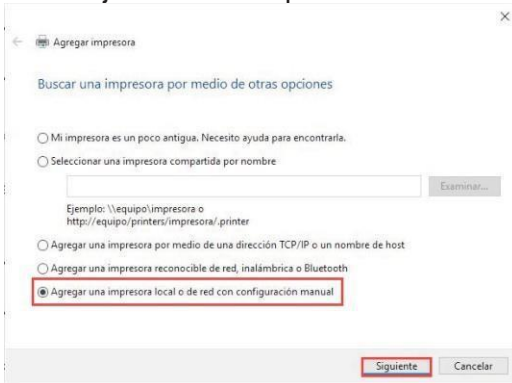 Agregar impresora
Buscar una impresora por medio de otras opciones
Mi impresora es un poco antigua. Necesito ayuda para encontrarla.
Seleccionar una impresora compartida por nombre
Examinar...
Ejemplo: \\equipo\impresora o
http://equipo/printers/impresora/.printer
Agregar una impresora por medio de una dirección TCP/IP o un nombre de host
Agregar una impresora reconocible de red, inalámbrica o Bluetooth
Agregar una impresora local o de red con configuración manual
Siguiente Cancelar